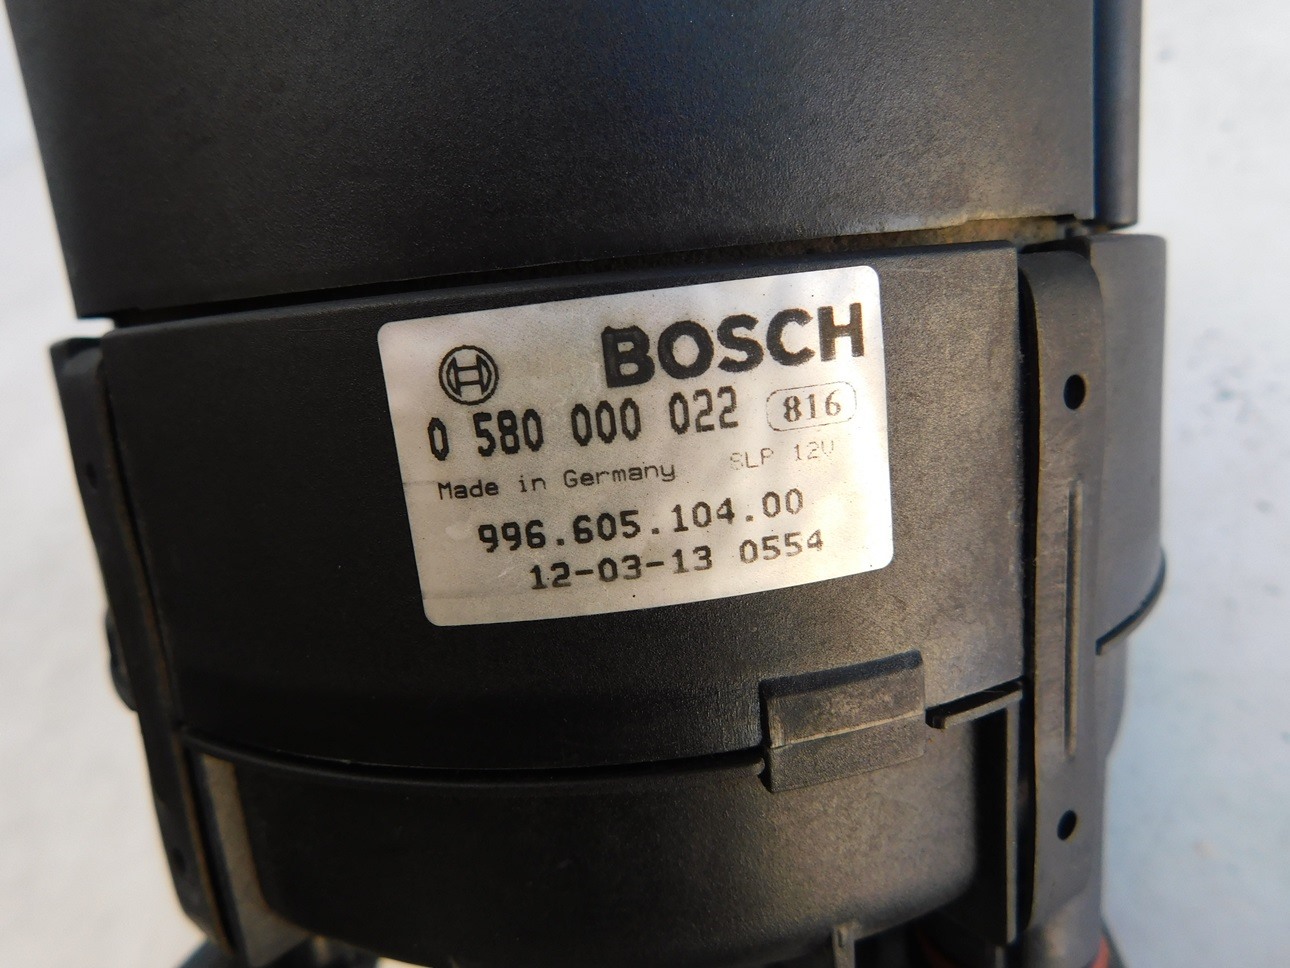 BOSCH
0 580 000 022 816
Made in Germany SLP 12V
996.605.104.00
12-03-13 0554